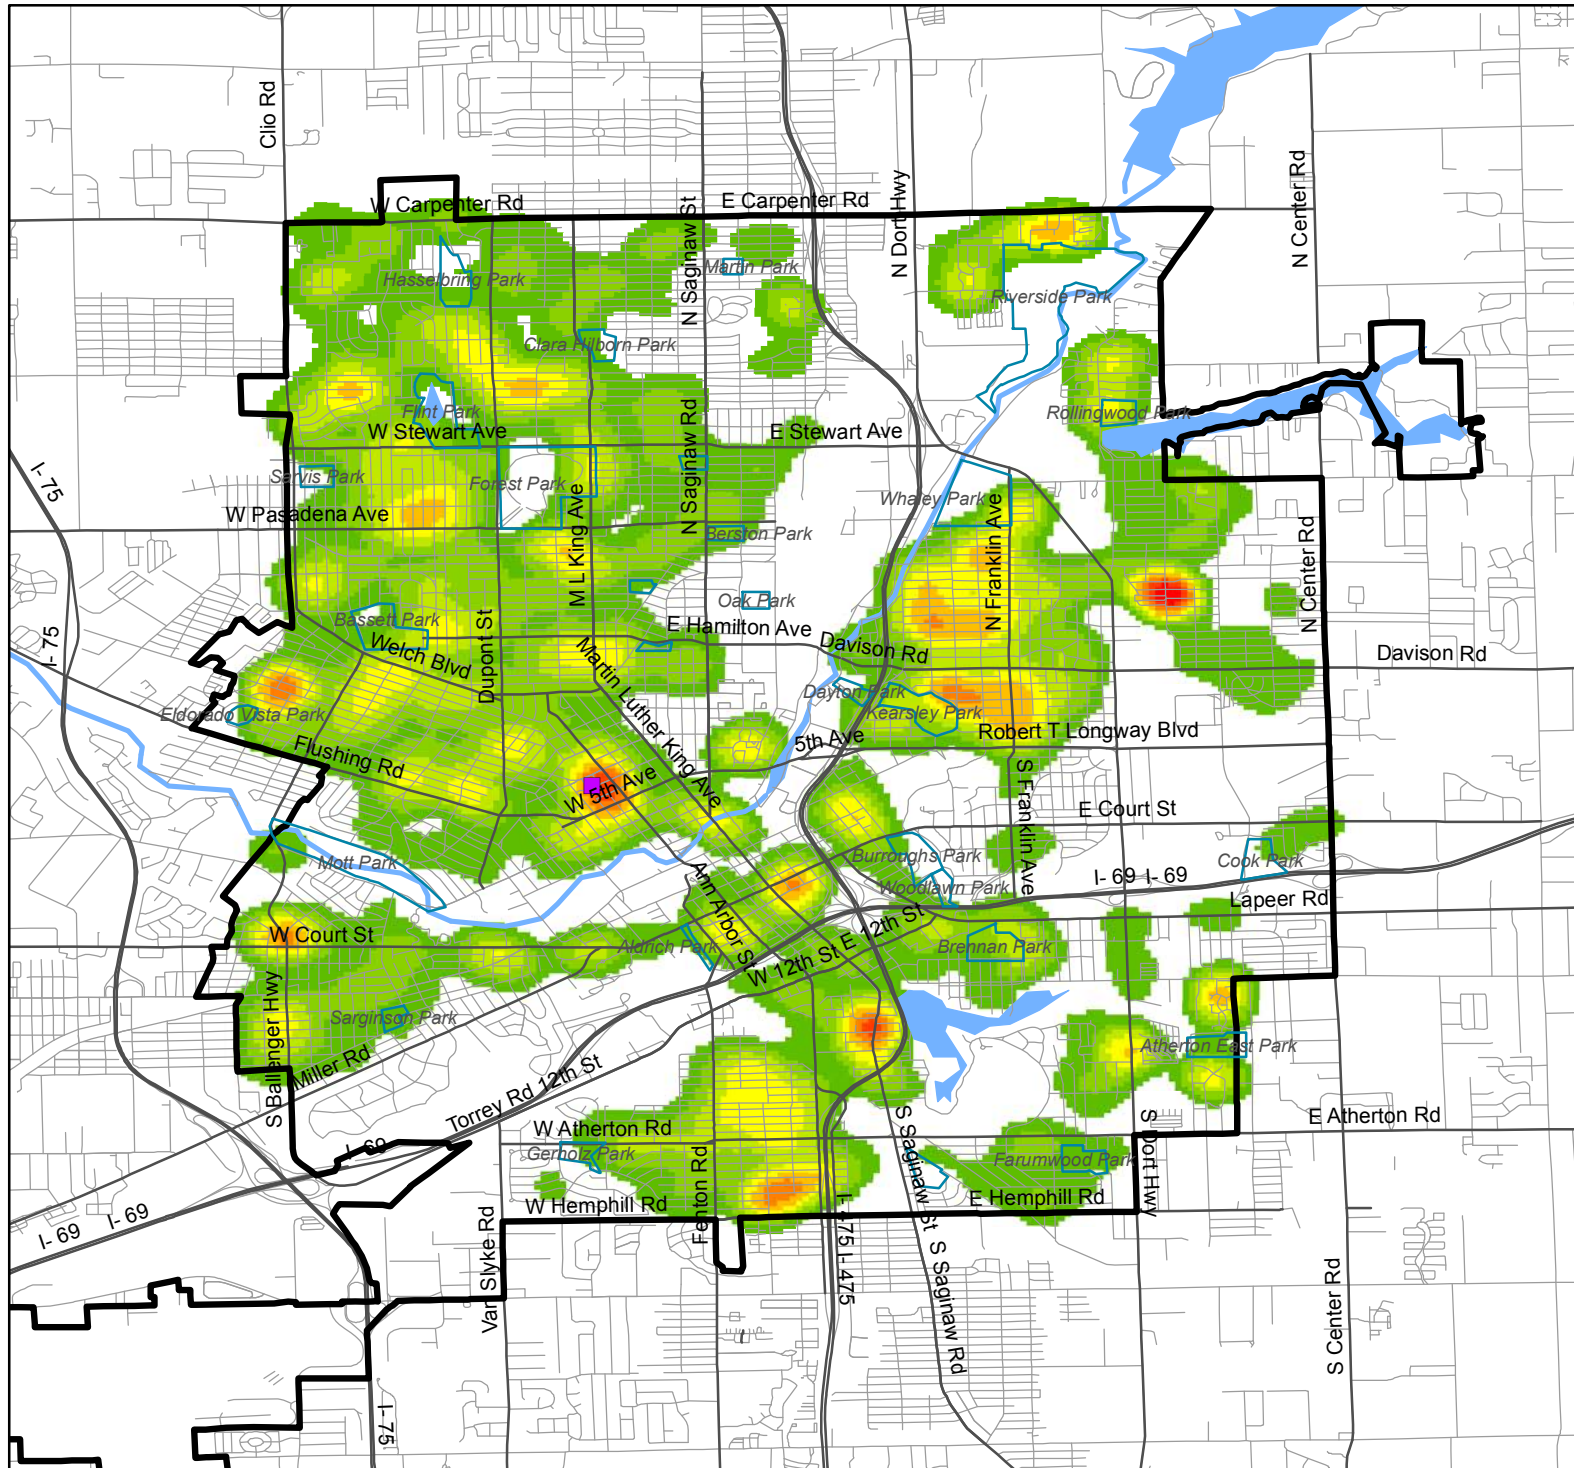 Clio Rd
N Center Rd
N Dort Hwy
W Carpenter Rd
E Carpenter Rd
N Saginaw St
Martin Park
Hasselbring Park
Riverside Park
Clara Hilborn Park
Flint Park
Rollingwood Park
W Stewart Ave
E Stewart Ave
I- 75
Sarvis Park
Forest Park
N Saginaw Rd
Whaley Park
W Pasadena Ave
M L King Ave
Berston Park
N Franklin Ave
N Center Rd
Oak Park
Bassett Park
E Hamilton Ave
I- 75
Welch Blvd
Dupont St
Davison Rd
Davison Rd
Martin Luther King Ave
Dayton Park
Eldorado Vista Park
Kearsley Park
Robert T Longway Blvd
5th Ave
Flushing Rd
W 5th Ave
S Franklin Ave
E Court St
Mott Park
Burroughs Park
Cook Park
Woodlawn Park
I- 69 I- 69
Lapeer Rd
Ann Arbor St
W Court St
Aldrich Park
W 12th St E 12th St
Brennan Park
S Ballenger Hwy
Sarginson Park
Atherton East Park
Miller Rd
Torrey Rd 12th St
W Atherton Rd
E Atherton Rd
I- 69
Gerholz Park
S Saginaw St
Farumwood Park
S Dort Hwy
Fenton Rd
W Hemphill Rd
E Hemphill Rd
I- 69
I- 69
Van Slyke Rd
I- 475 I- 475
S Saginaw Rd
S Center Rd
I- 75